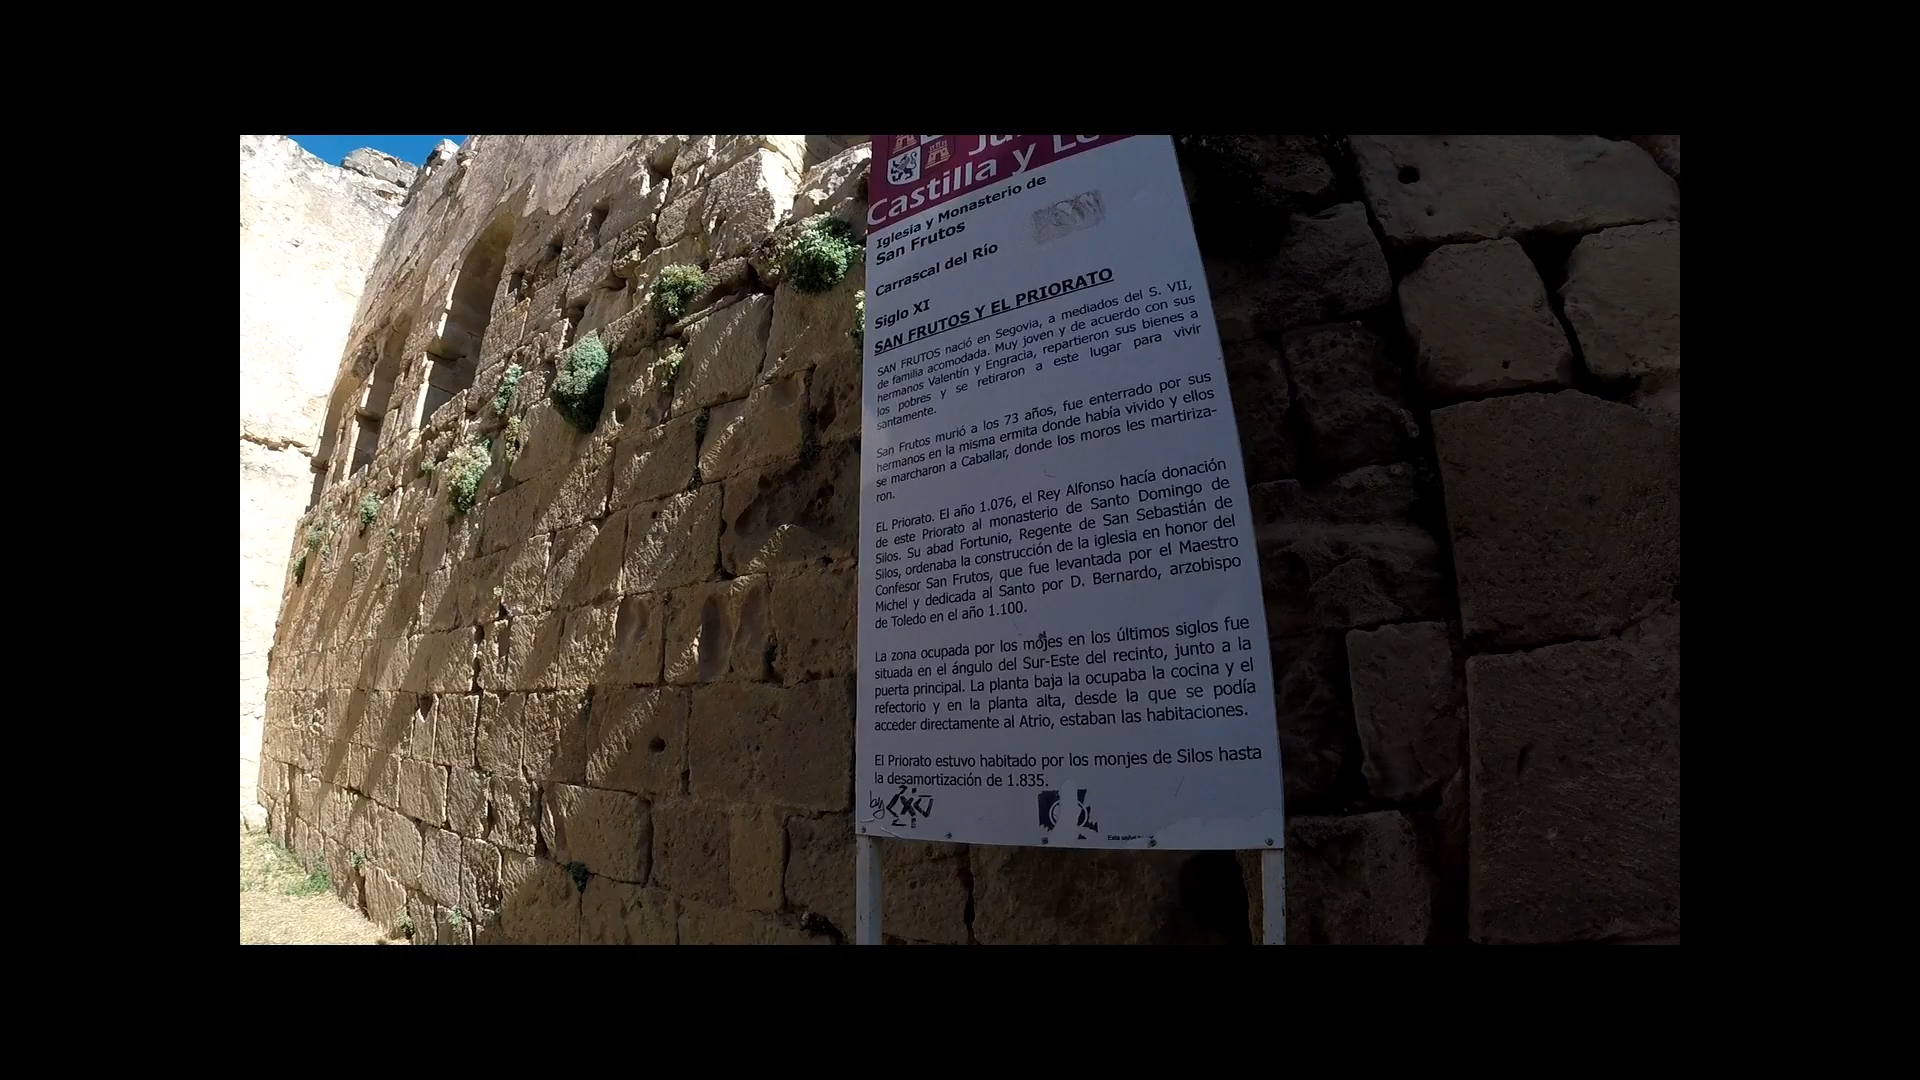 Castilla y Le
Iglesia y Monasterio de
San Frutos
Carrascal del Río
Siglo XI
SAN FRUTOS Y EL PRIORATO
SAN FRUTOS nació en Segovia, a mediados del S. VII,
de familia acomodada. Muy joven y de acuerdo con sus
hermanos Valentín y Engracia, repartieron sus bienes a
los pobres y se retiraron a este lugar para vivir
santamente.
San Frutos murió a los 73 años, fue enterrado por sus
hermanos en la misma ermita donde había vivido y ellos
se marcharon a Caballar, donde los moros les martiriza-
ron.
EL Priorato. El año 1.076, el Rey Alfonso hacía donación
de este Priorato al monasterio de Santo Domingo de
Silos. Su abad Fortunio, Regente de San Sebastián de
Silos, ordenaba la construcción de la iglesia en honor del
Confesor San Frutos, que fue levantada por el Maestro
Michel y dedicada al Santo por D. Bernardo, arzobispo
de Toledo en el año 1.100.
La zona ocupada por los mojes en los últimos siglos fue
situada en el ángulo del Sur-Este del recinto, junto a la
puerta principal. La planta baja la ocupaba la cocina y el
refectorio y en la planta alta, desde la que se podía
acceder directamente al Atrio, estaban las habitaciones.
El Priorato estuvo habitado por los monjes de Silos hasta
la desamortización de 1.835.
by